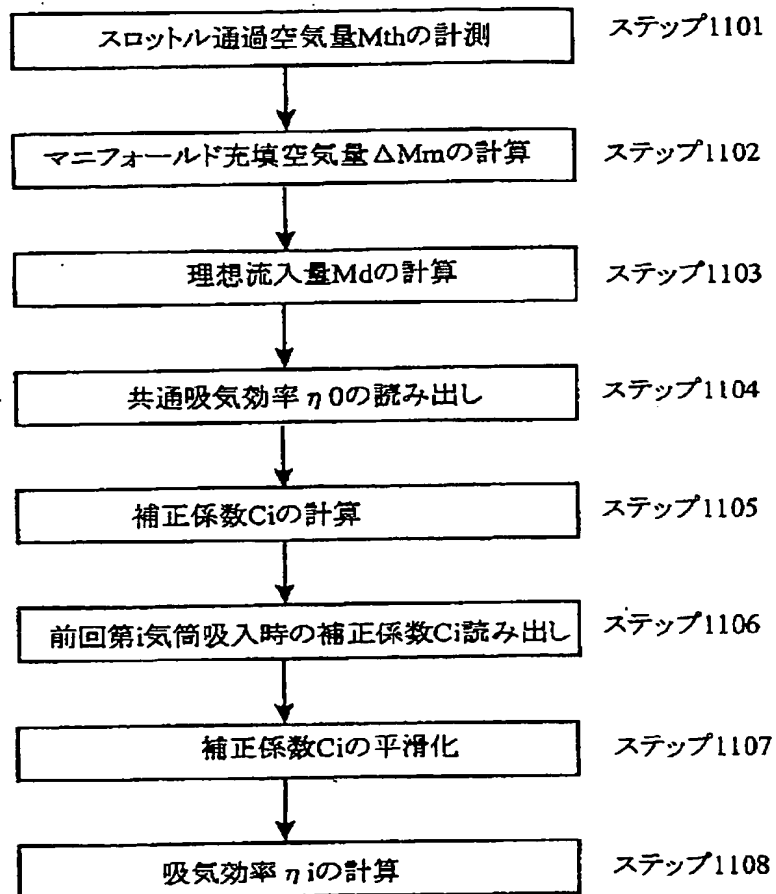 スロットル通過空気量Mthの計測 ステップ1101
マニフォールド充填空気量ΔMmの計算 ステップ1102
理想流入量Mdの計算 ステップ1103
共通吸気効率η0の読み出し ステップ1104
補正係数Ciの計算 ステップ1105
前回第i気筒吸入時の補正係数Ci読み出し ステップ1106
補正係数Ciの平滑化 ステップ1107
吸気効率ηiの計算 ステップ1108